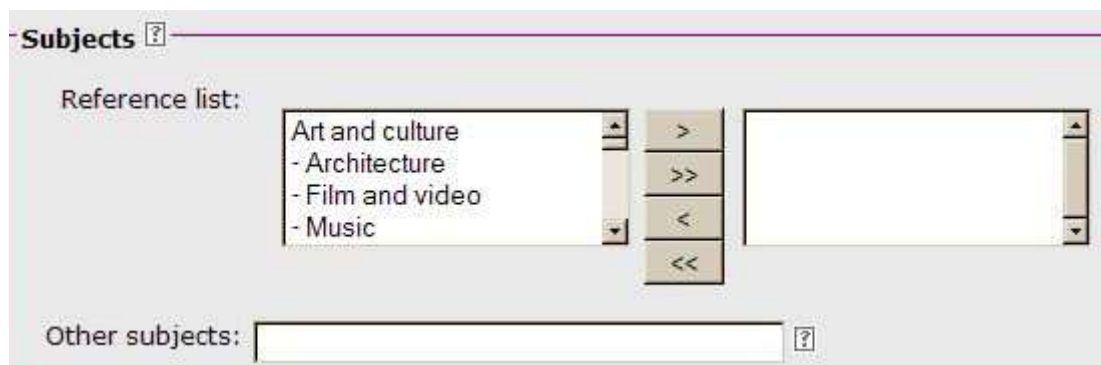 Subjects ?
Reference list:
Art and culture
- Architecture
- Film and video
- Music
>
>>
<
<<
Other subjects: ?